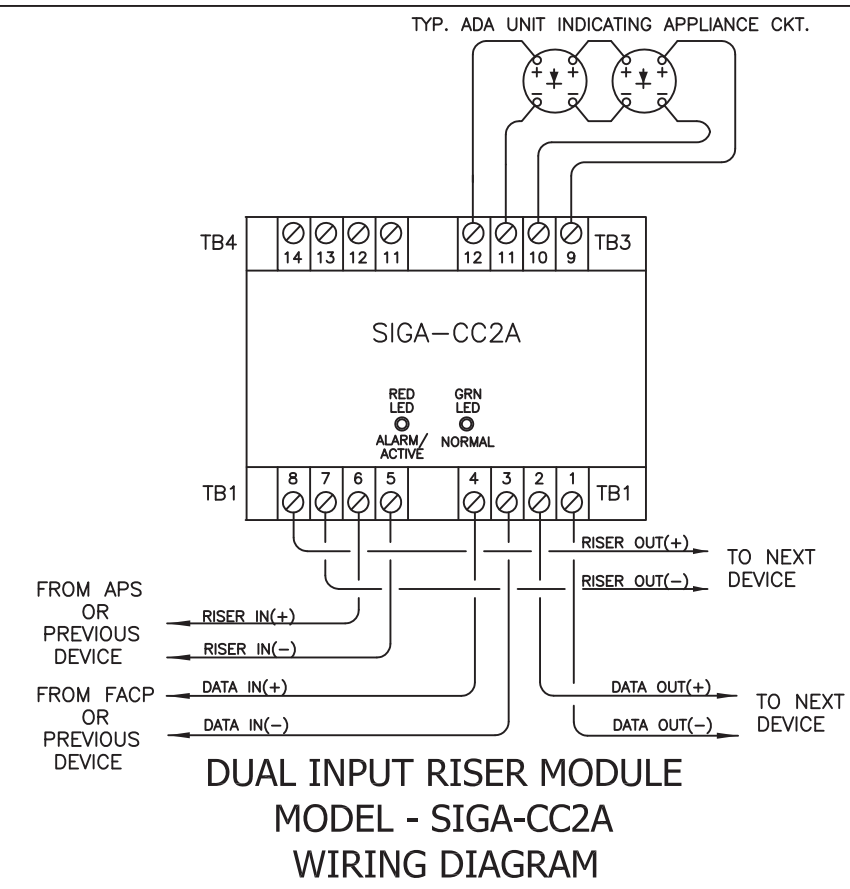 TYP. ADA UNIT INDICATING APPLIANCE CKT.
+ + + +
− − − −
TB4 14 13 12 11 12 11 10 9 TB3
SIGA−CC2A
RED LED GRN LED
ALARM/ACTIVE NORMAL
TB1 8 7 6 5 4 3 2 1 TB1
RISER OUT(+)
RISER OUT(−)
TO NEXT
DEVICE
FROM APS
OR
PREVIOUS
DEVICE
RISER IN(+)
RISER IN(−)
FROM FACP
OR
PREVIOUS
DEVICE
DATA IN(+)
DATA IN(−)
DATA OUT(+)
DATA OUT(−)
TO NEXT
DEVICE
DUAL INPUT RISER MODULE
MODEL - SIGA-CC2A
WIRING DIAGRAM